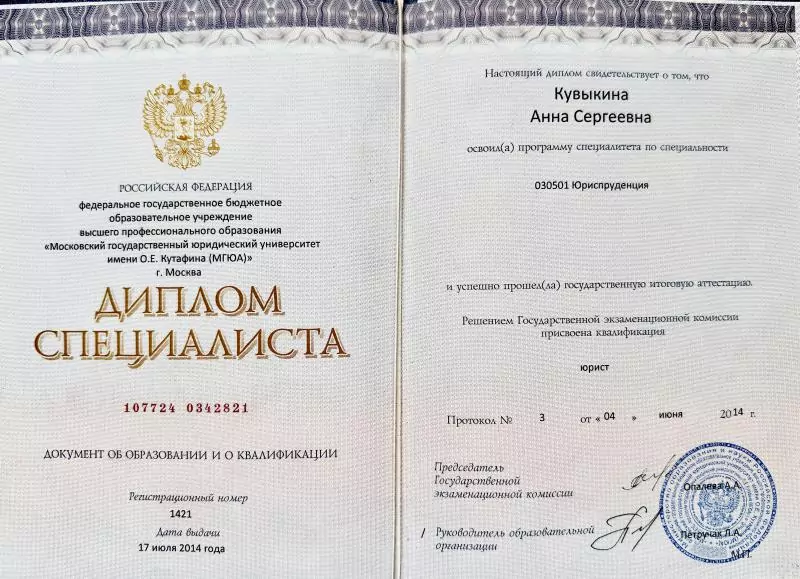 РОССИЙСКАЯ ФЕДЕРАЦИЯ
федеральное государственное бюджетное
образовательное учреждение
высшего профессионального образования
«Московский государственный юридический университет
имени О.Е. Кутафина (МГЮА)»
г. Москва
ДИПЛОМ
СПЕЦИАЛИСТА
107724 0342821
ДОКУМЕНТ ОБ ОБРАЗОВАНИИ И О КВАЛИФИКАЦИИ
Регистрационный номер
1421
Дата выдачи
17 июля 2014 года
Настоящий диплом свидетельствует о том, что
Кувыкина
Анна Сергеевна
освоил(а) программу специалитета по специальности
030501 Юриспруденция
и успешно прошел(ла) государственную итоговую аттестацию.
Решением Государственной экзаменационной комиссии
присвоена квалификация
юрист
Протокол № 3 от « 04 » июня 2014 г.
Председатель
Государственной
экзаменационной комиссии
Опалева А.А.
/ Руководитель образовательной
организации
Петручак Л.А.
М.П.